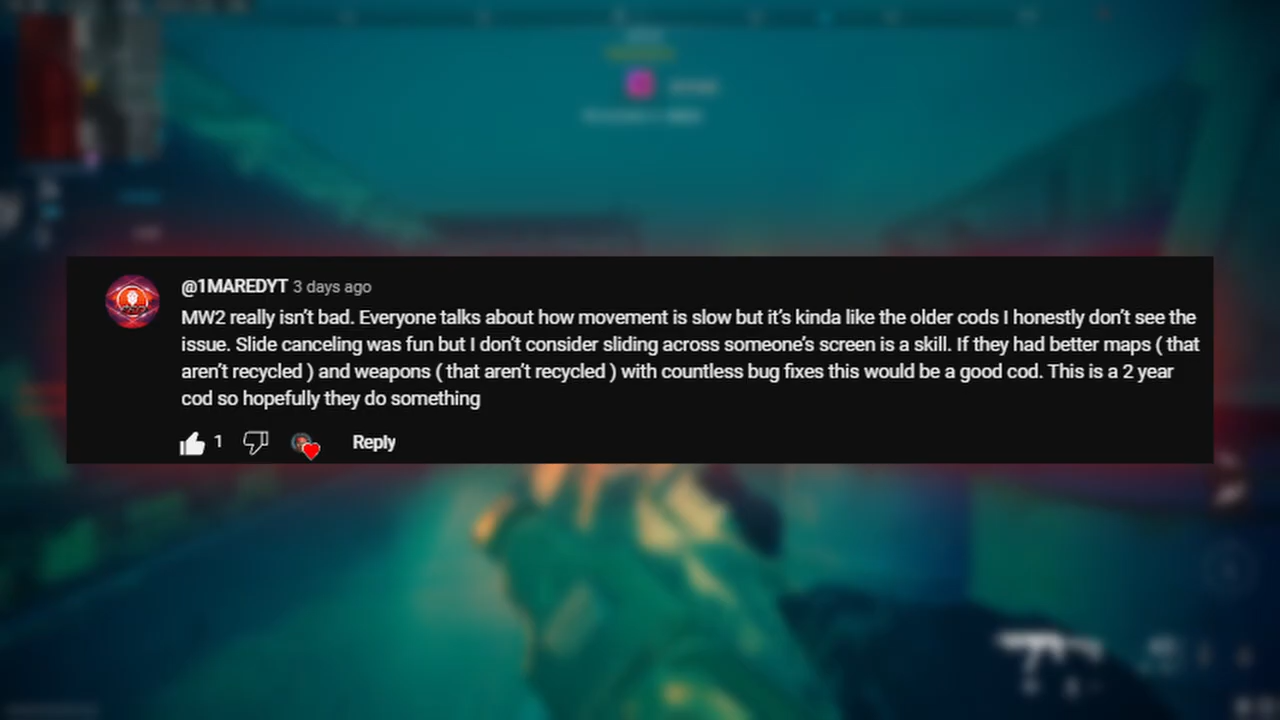 @1MAREDYT 3 days ago
MW2 really isn't bad. Everyone talks about how movement is slow but it's kinda like the older cods I honestly don't see the
issue. Slide canceling was fun but I don't consider sliding across someone's screen is a skill. If they had better maps ( that
aren't recycled ) and weapons ( that aren't recycled ) with countless bug fixes this would be a good cod. This is a 2 year
cod so hopefully they do something
1 Reply